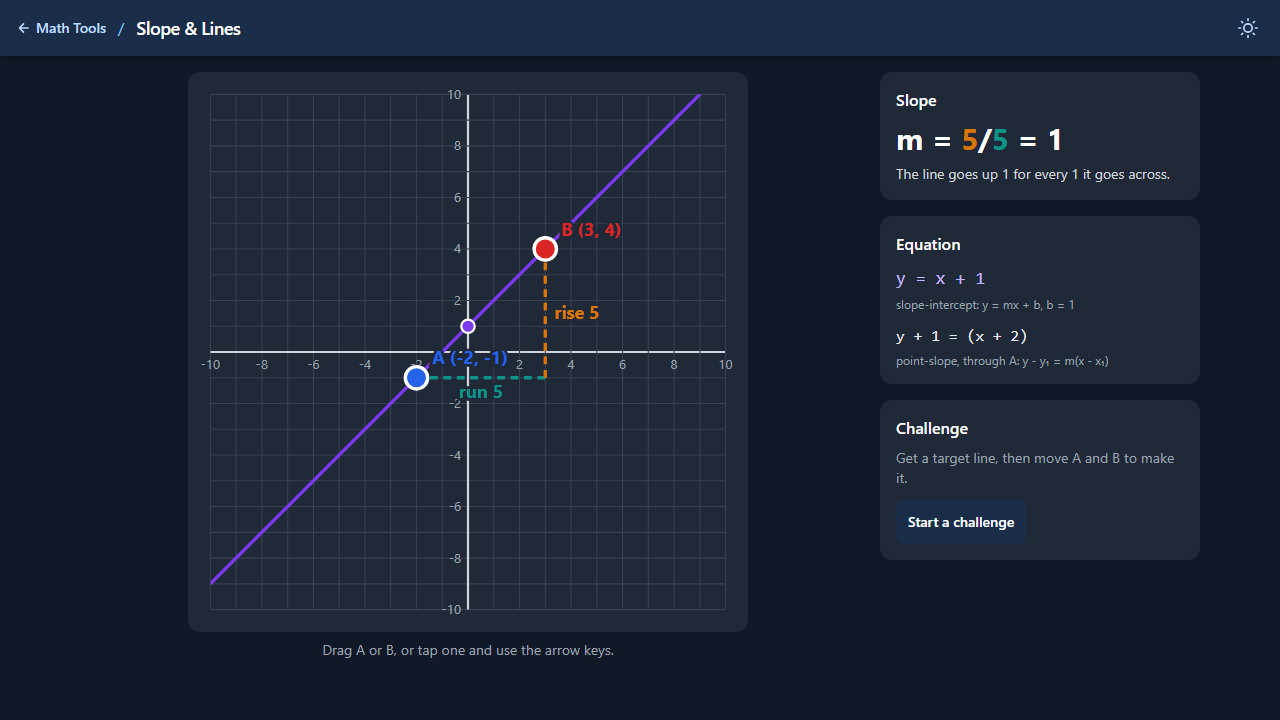 ← Math Tools / Slope & Lines
10
8
6
4
2
-10 -8 -6 -4 -2 2 4 6 8 10
-2
-4
-6
-8
-10
B (3, 4)
rise 5
A (-2, -1)
run 5
Drag A or B, or tap one and use the arrow keys.
Slope
m = 5/5 = 1
The line goes up 1 for every 1 it goes across.
Equation
y = x + 1
slope-intercept: y = mx + b, b = 1
y + 1 = (x + 2)
point-slope, through A: y - y₁ = m(x - x₁)
Challenge
Get a target line, then move A and B to make
it.
Start a challenge